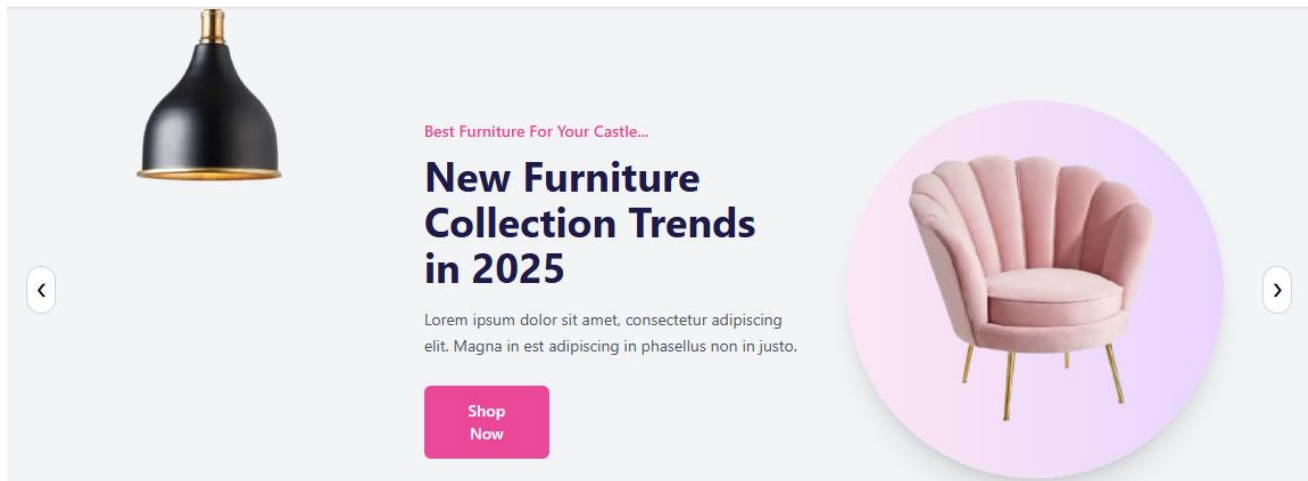 Best Furniture For Your Castle...
New Furniture
Collection Trends
in 2025
Lorem ipsum dolor sit amet, consectetur adipiscing
elit. Magna in est adipiscing in phasellus non in justo.
Shop
Now